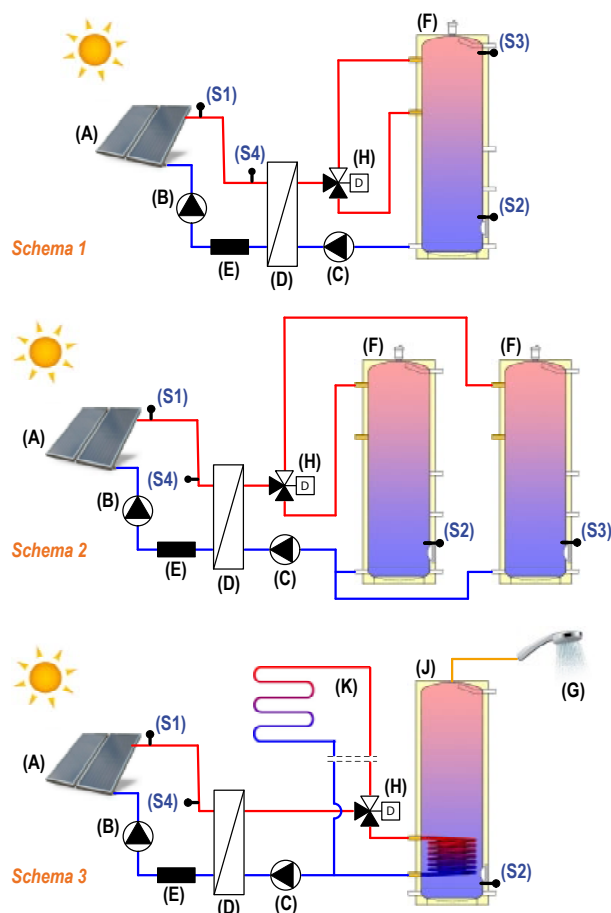 (F)
(S3)
(S1)
(A)
(S4)
(H)
D
(B)
(S2)
Schema 1
(E)
(D)
(C)
(F)
(F)
(S1)
(A)
(H)
(S4)
D
(B)
(S2)
(S3)
Schema 2
(E)
(D)
(C)
(J)
(K)
(G)
(S1)
(A)
(H)
(S4)
D
(B)
(S2)
Schema 3
(E)
(D)
(C)